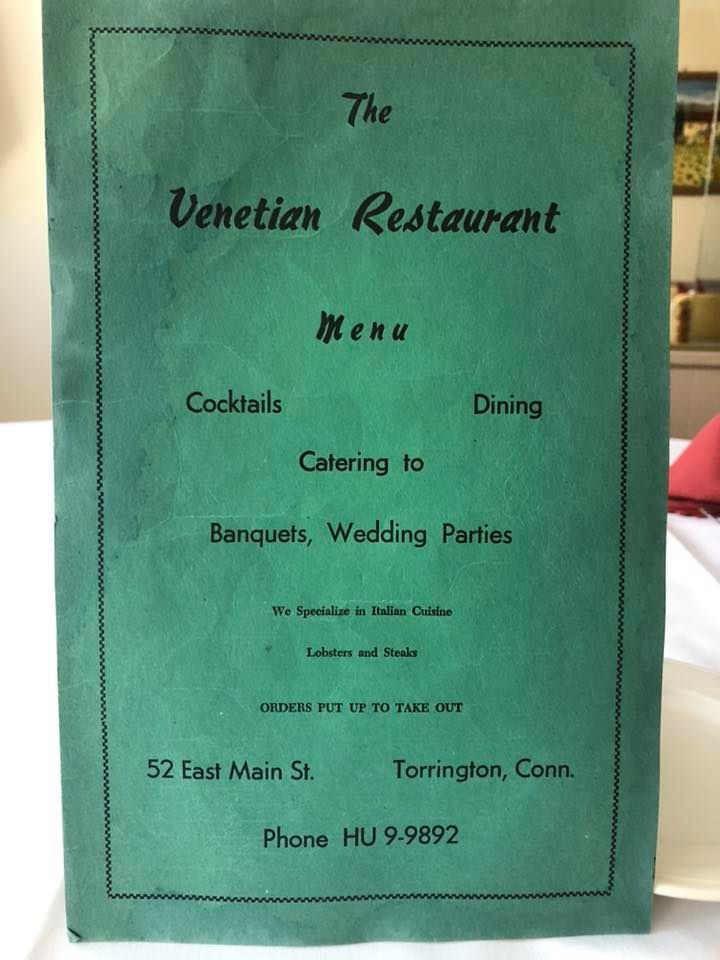 The
Venetian Restaurant
Menu
Cocktails Dining
Catering to
Banquets, Wedding Parties
We Specialize in Italian Cuisine
Lobsters and Steaks
ORDERS PUT UP TO TAKE OUT
52 East Main St. Torrington, Conn.
Phone HU 9-9892